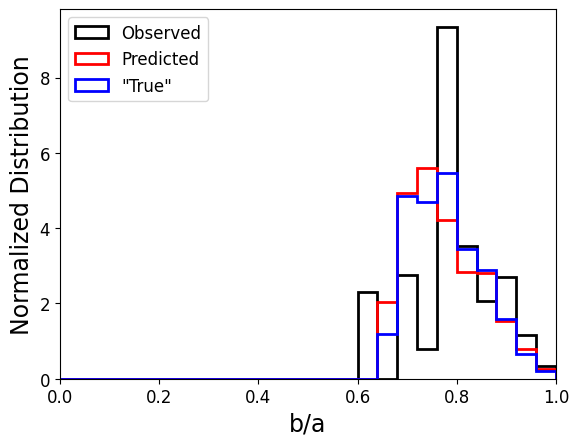 Observed
Predicted
"True"
Normalized Distribution
8
6
4
2
0
0.0 0.2 0.4 0.6 0.8 1.0
b/a